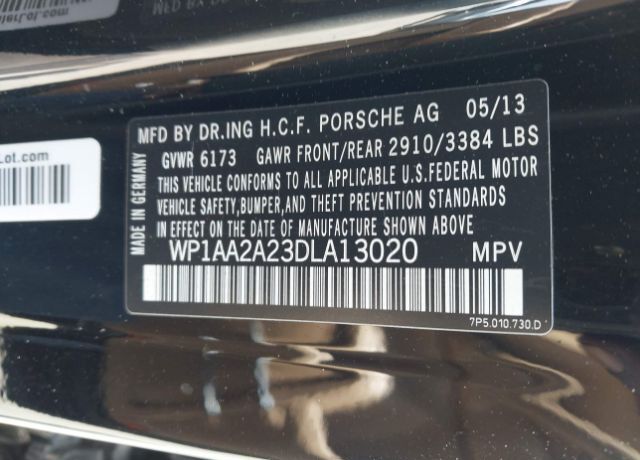 MFD BY DR.ING H.C.F. PORSCHE AG 05/13
GVWR 6173 GAWR FRONT/REAR 2910/3384 LBS
THIS VEHICLE CONFORMS TO ALL APPLICABLE U.S.FEDERAL MOTOR
VEHICLE SAFETY,BUMPER,AND THEFT PREVENTION STANDARDS
IN EFFECT ON THE DATE OF MANUFACTURE SHOWN ABOVE
WP1AA2A23DLA13020 MPV
7P5.010.730.D
MADE IN GERMANY
Lot.com